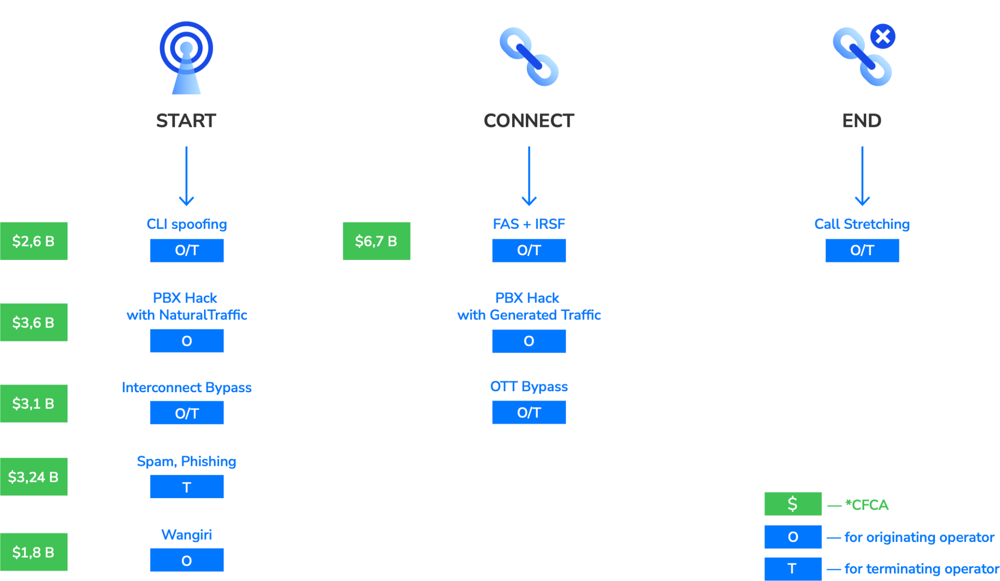 START
$2,6 B
CLI spoofing
O/T
$3,6 B
PBX Hack
with NaturalTraffic
O
$3,1 B
Interconnect Bypass
O/T
$3,24 B
Spam, Phishing
T
$1,8 B
Wangiri
O
CONNECT
$6,7 B
FAS + IRSF
O/T
PBX Hack
with Generated Traffic
O
OTT Bypass
O/T
END
Call Stretching
O/T
$ — *CFCA
O — for originating operator
T — for terminating operator